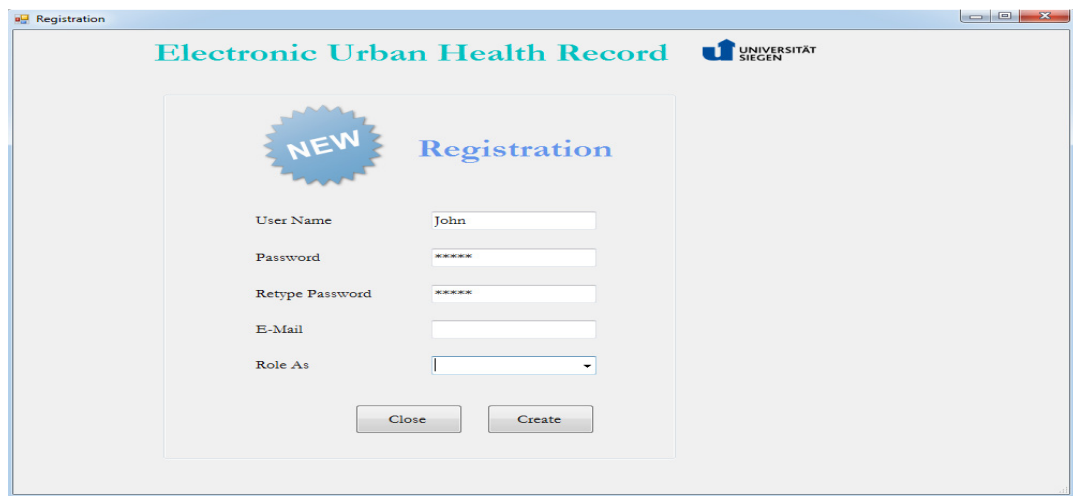 Registration
Electronic Urban Health Record
UNIVERSITÄT
SIEGEN
NEW
Registration
User Name John
Password *****
Retype Password *****
E-Mail
Role As
Close Create